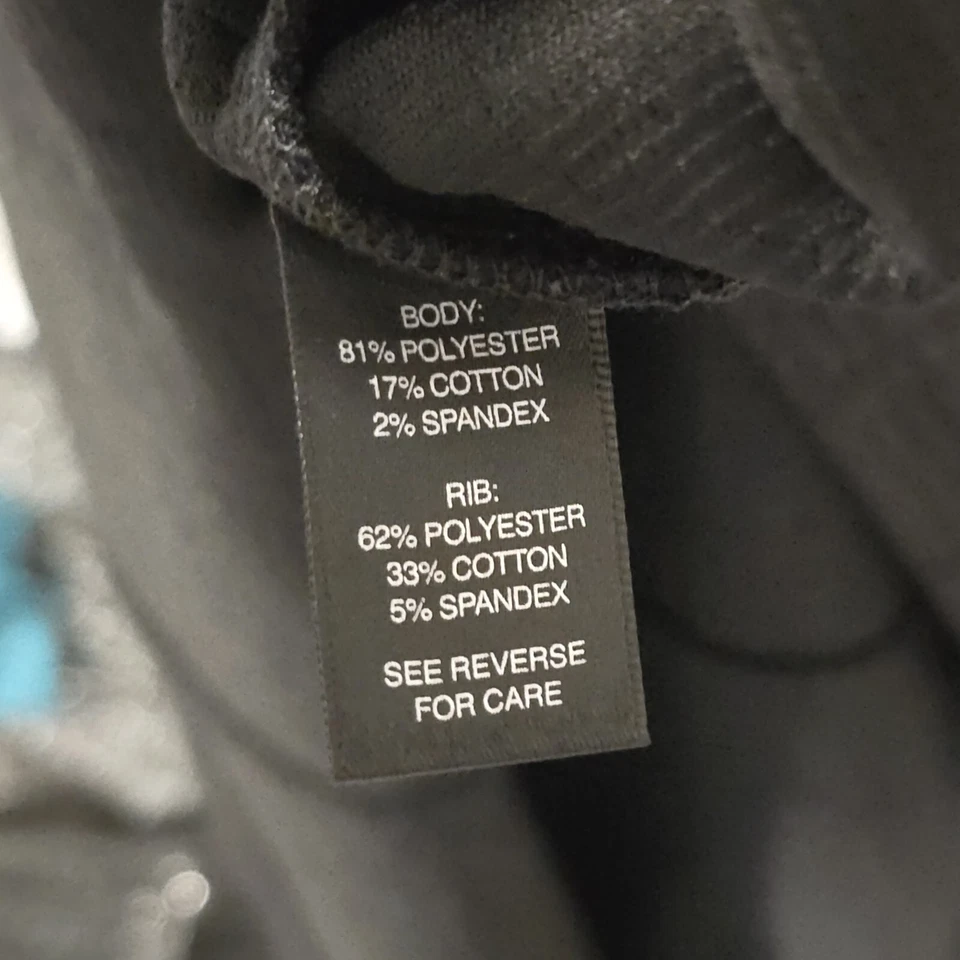 BODY:
81% POLYESTER
17% COTTON
2% SPANDEX
RIB:
62% POLYESTER
33% COTTON
5% SPANDEX
SEE REVERSE
FOR CARE